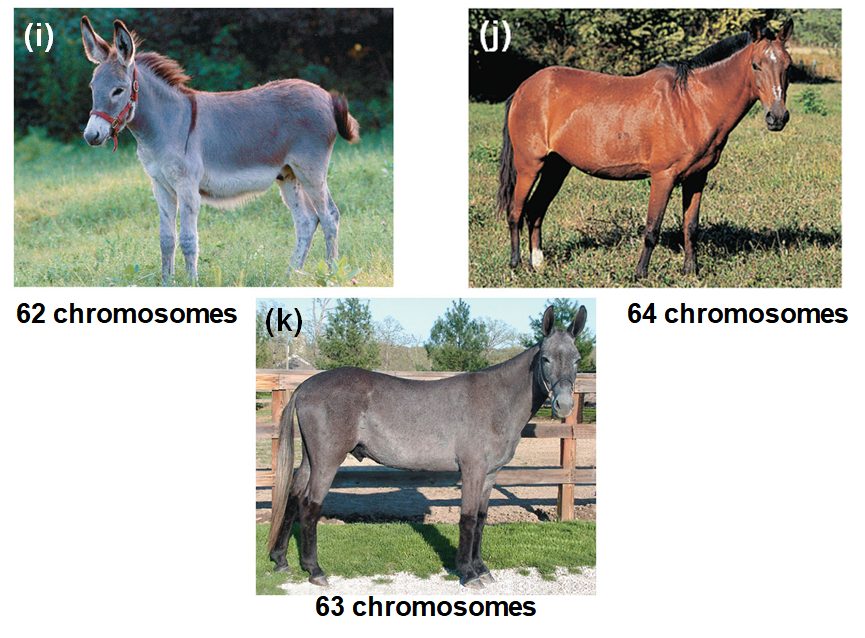 (i)
(j)
62 chromosomes
64 chromosomes
(k)
63 chromosomes